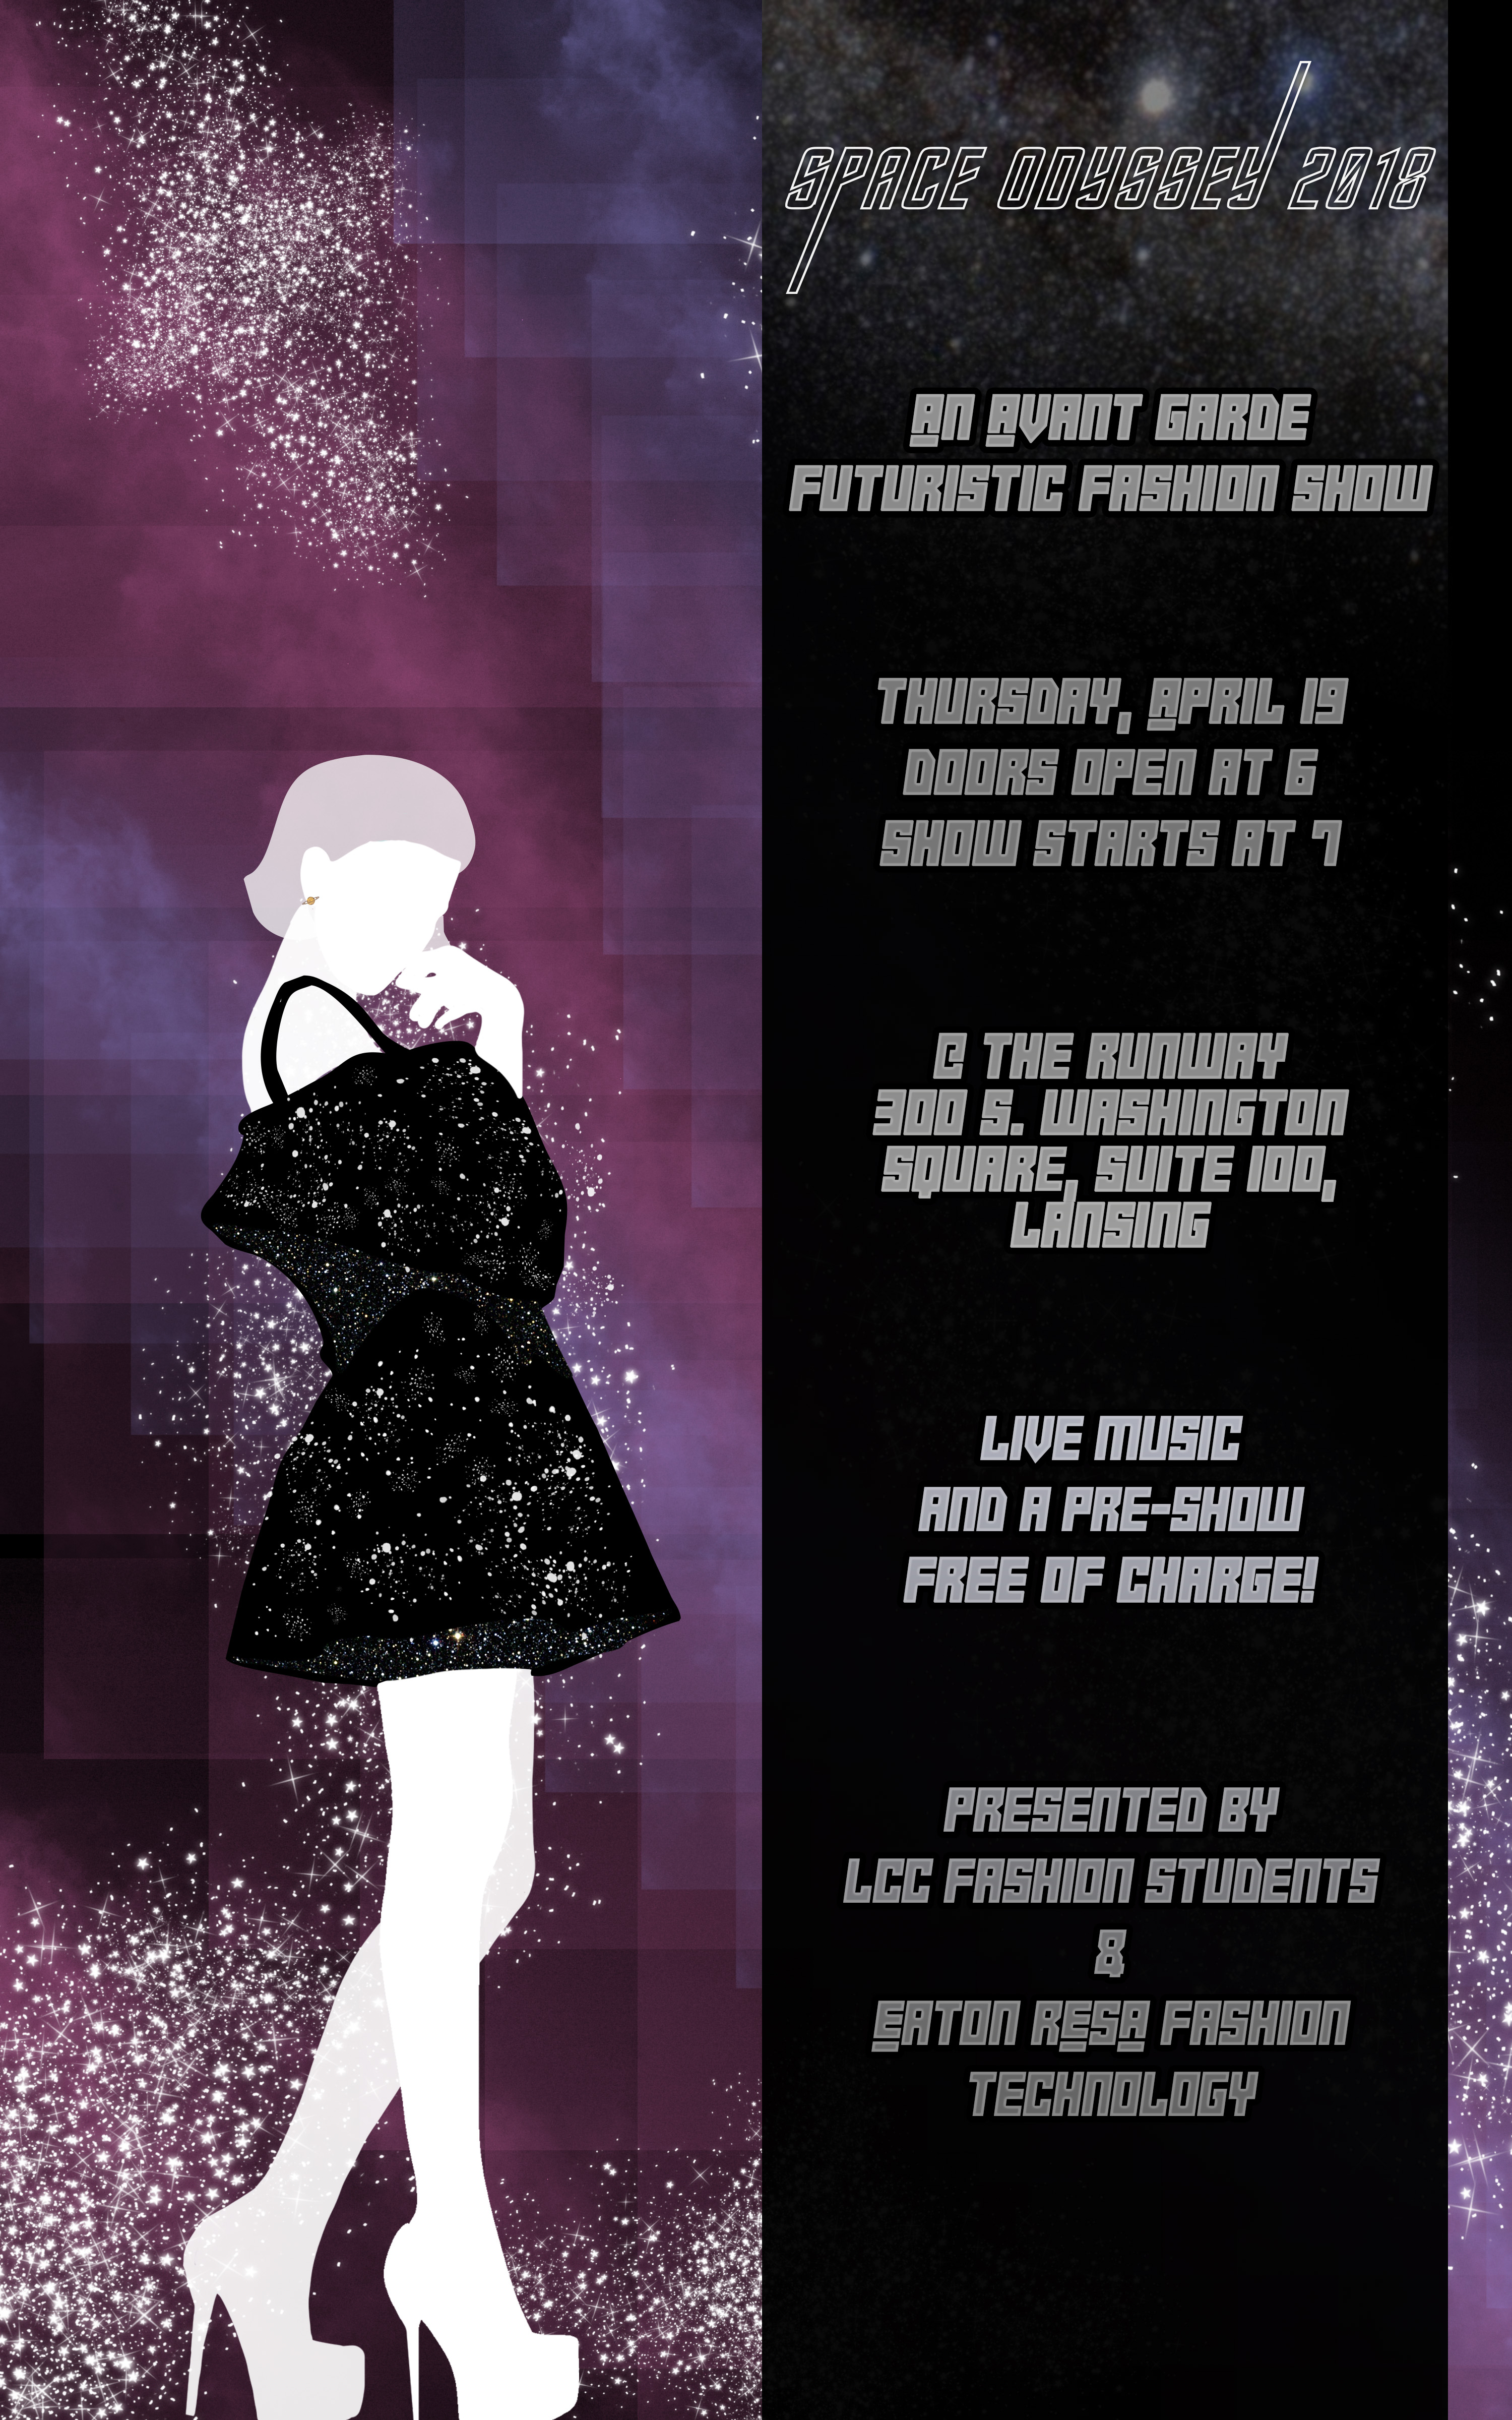 SPACE ODYSSEY 2018
AN AVANT GARDE
FUTURISTIC FASHION SHOW
THURSDAY, APRIL 19
DOORS OPEN AT 6
SHOW STARTS AT 7
@ THE RUNWAY
300 S. WASHINGTON
SQUARE, SUITE 100,
LANSING
LIVE MUSIC
AND A PRE-SHOW
FREE OF CHARGE!
PRESENTED BY
LCC FASHION STUDENTS
&
EATON RESA FASHION
TECHNOLOGY